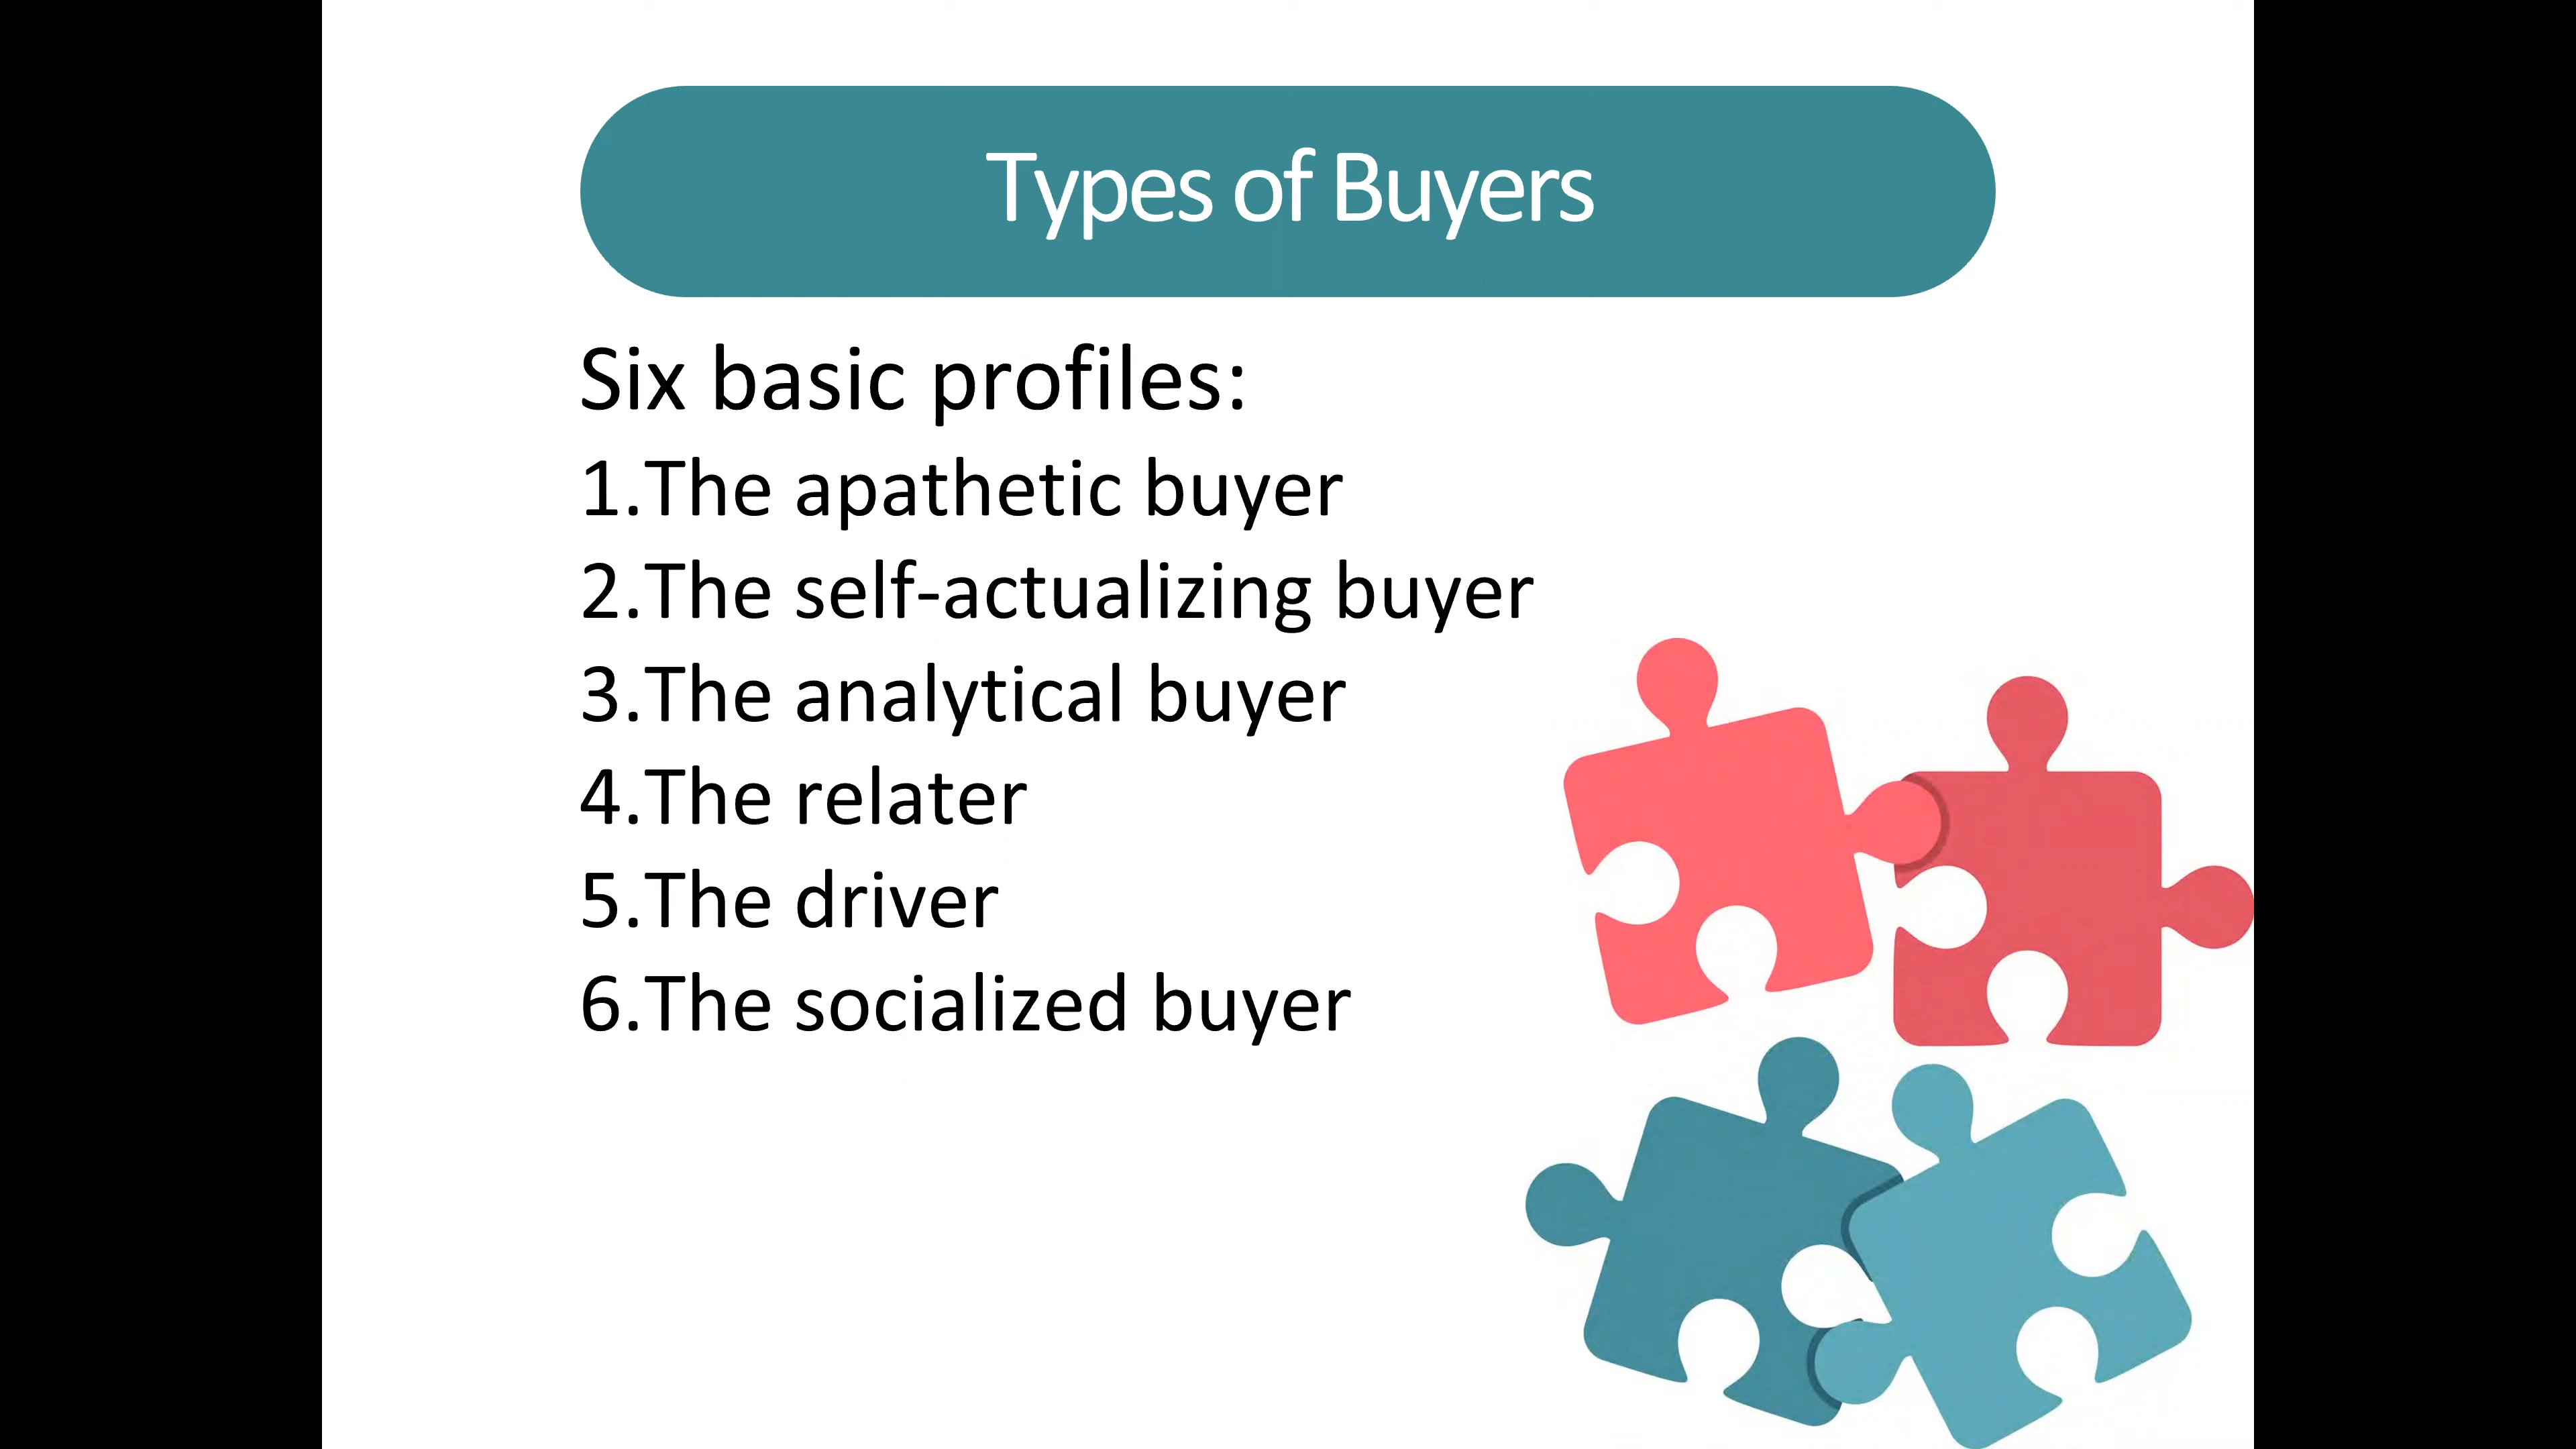 Types of Buyers
Six basic profiles:
1.The apathetic buyer
2.The self-actualizing buyer
3.The analytical buyer
4.The relater
5.The driver
6.The socialized buyer